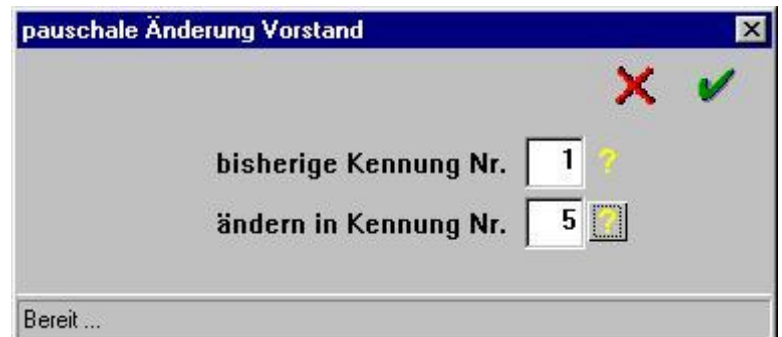 pauschale Änderung Vorstand
bisherige Kennung Nr. 1 ?
ändern in Kennung Nr. 5 ?
Bereit ...